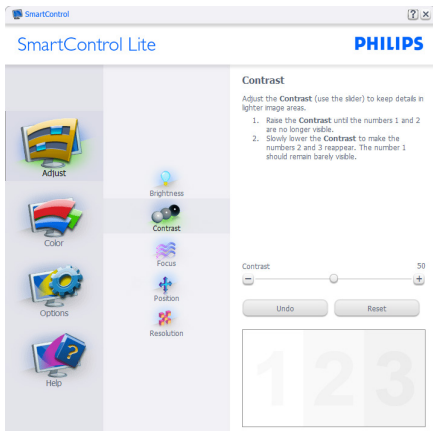 SmartControl
SmartControl Lite
PHILIPS
Adjust
Color
Options
Help
Brightness
Contrast
Focus
Position
Resolution
Contrast
Adjust the Contrast (use the slider) to keep details in
lighter image areas.
1. Raise the Contrast until the numbers 1 and 2
are no longer visible.
2. Slowly lower the Contrast to make the
numbers 2 and 3 reappear. The number 1
should remain barely visible.
Contrast 50
Undo Reset
1 2 3